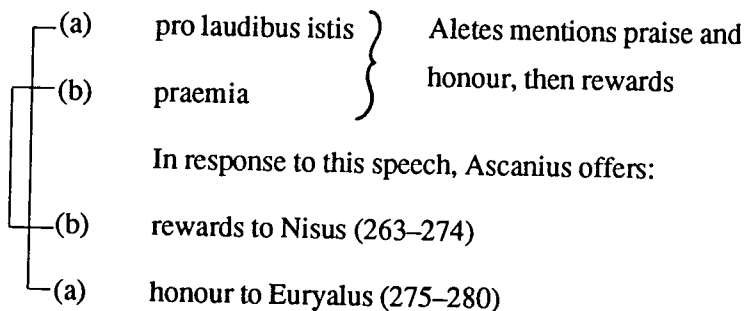 (a) pro laudibus istis } Aletes mentions praise and
honour, then rewards
(b) praemia
In response to this speech, Ascanius offers:
(b) rewards to Nisus (263–274)
(a) honour to Euryalus (275–280)